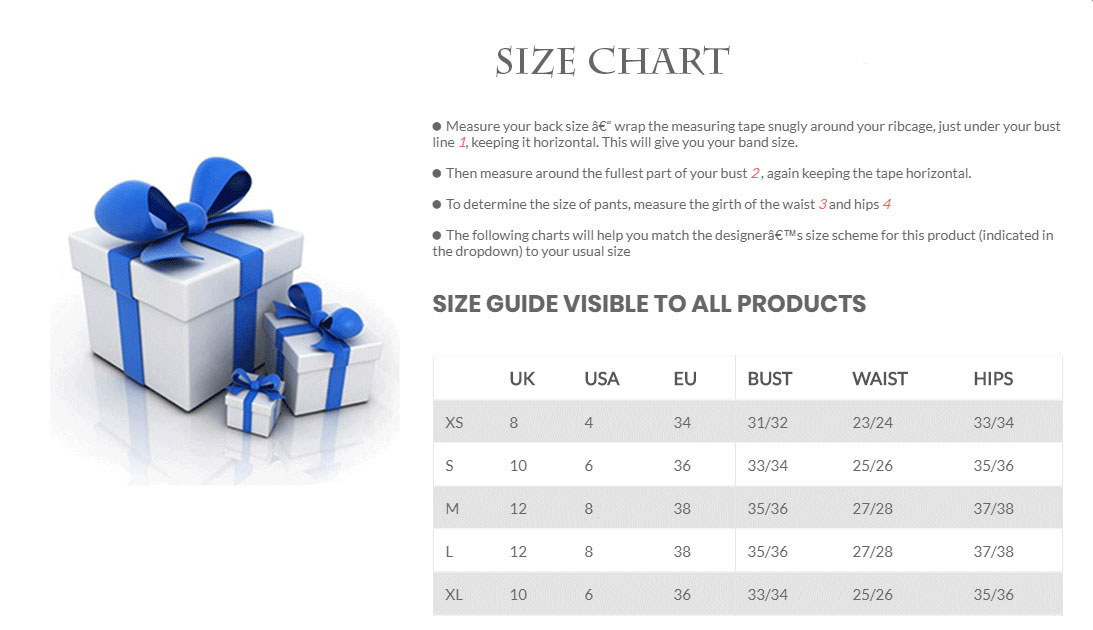 SIZE CHART
● Measure your back size â€“ wrap the measuring tape snugly around your ribcage, just under your bust
line 1, keeping it horizontal. This will give you your band size.
● Then measure around the fullest part of your bust 2 , again keeping the tape horizontal.
● To determine the size of pants, measure the girth of the waist 3 and hips 4
● The following charts will help you match the designerâ€™s size scheme for this product (indicated in
the dropdown) to your usual size
SIZE GUIDE VISIBLE TO ALL PRODUCTS
UK USA EU BUST WAIST HIPS
XS 8 4 34 31/32 23/24 33/34
S 10 6 36 33/34 25/26 35/36
M 12 8 38 35/36 27/28 37/38
L 12 8 38 35/36 27/28 37/38
XL 10 6 36 33/34 25/26 35/36